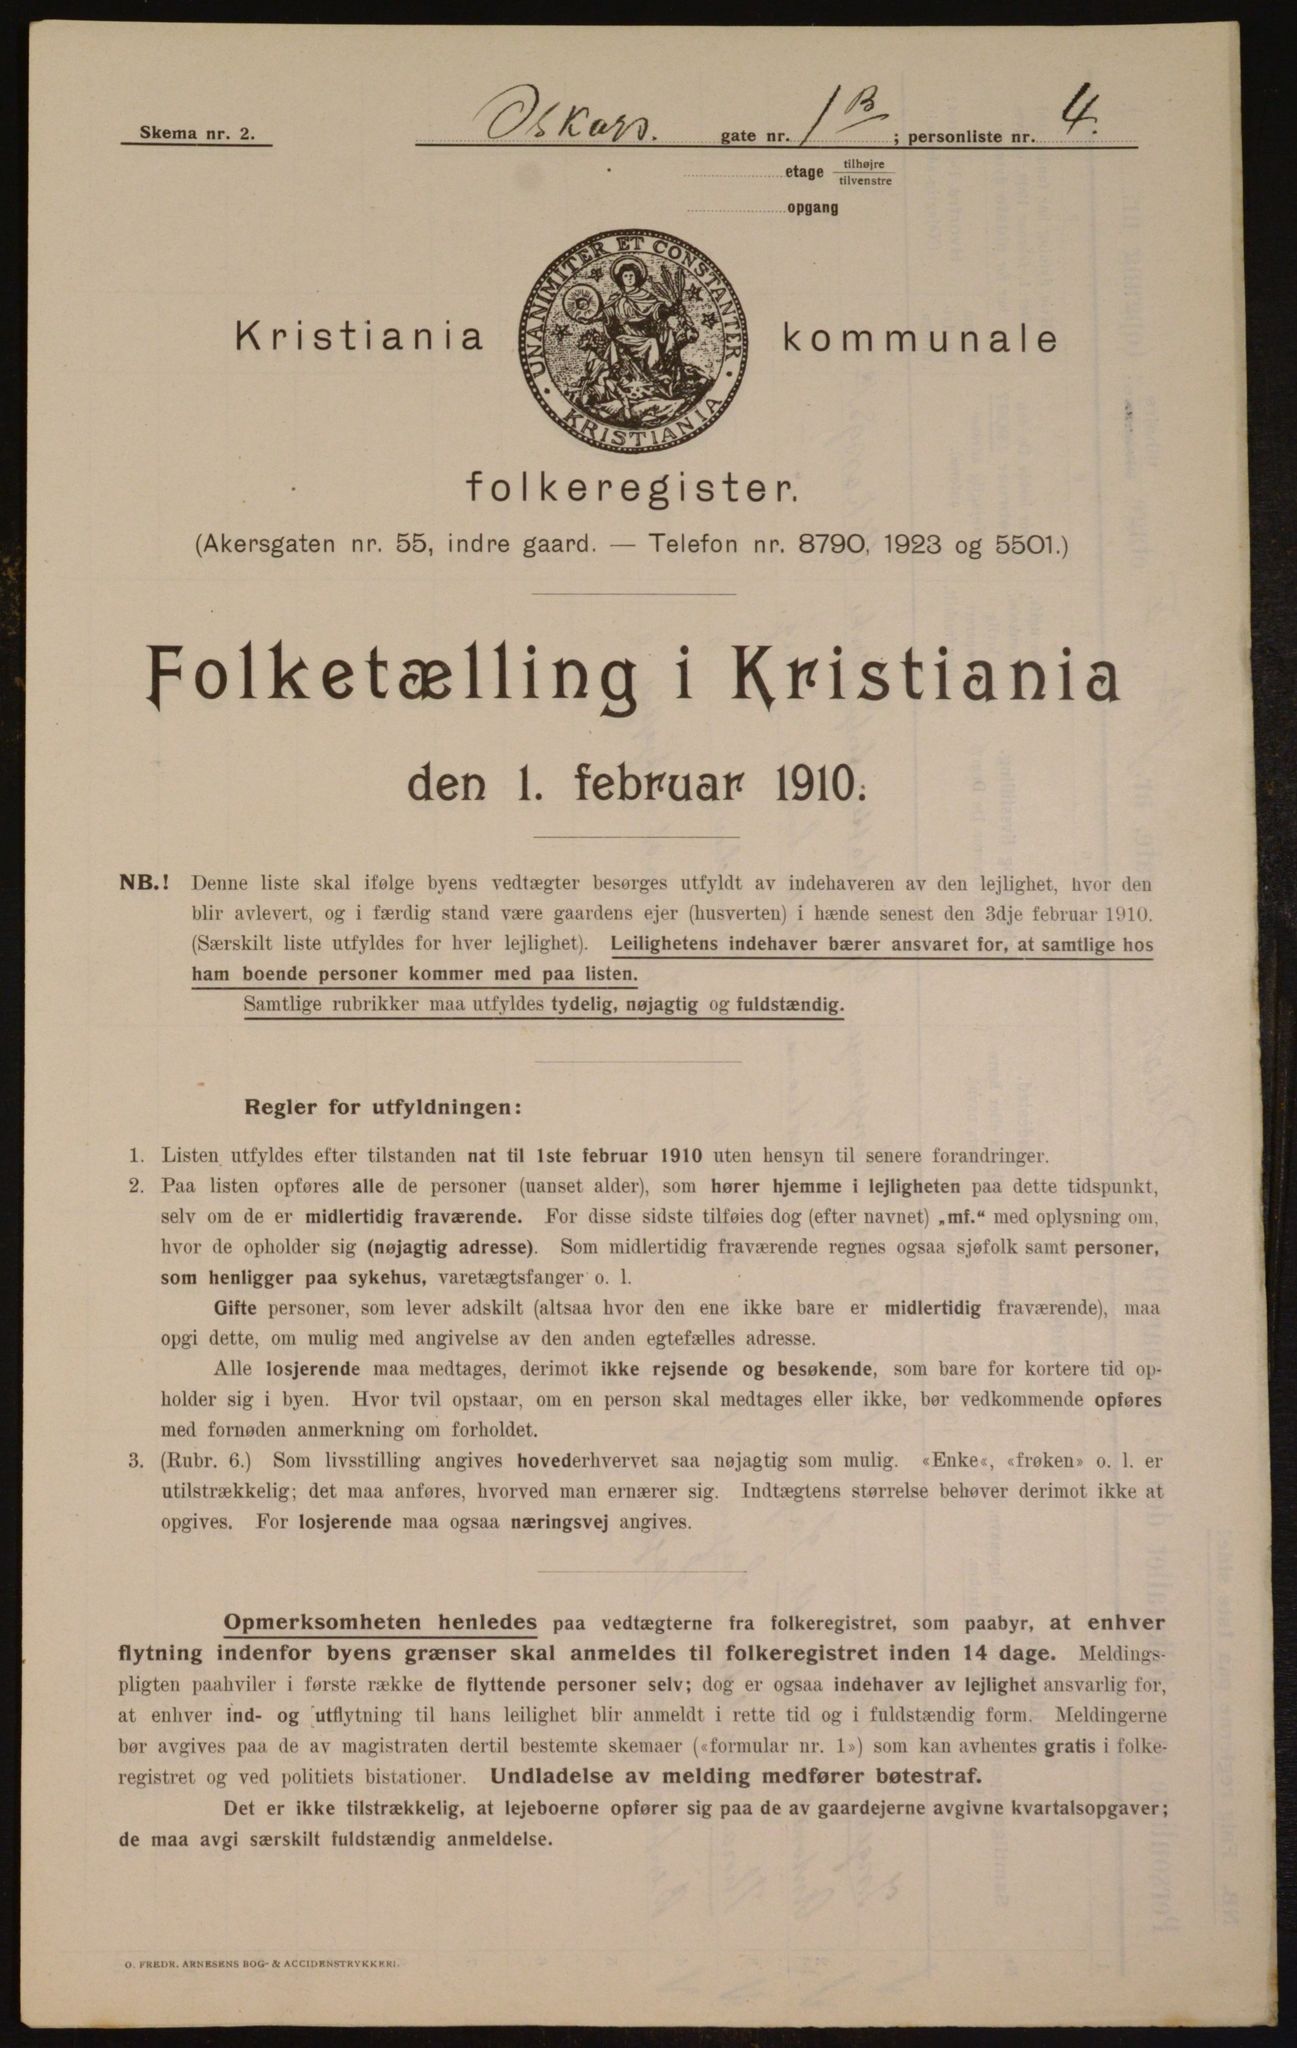 Skema nr. 2.
Oskars. gate nr. 1B; personliste nr. 4.
etage tilhøjre
tilvenstre
opgang
UNANIMITER ET CONSTANTER
KRISTIANIA
Kristiania kommunale
folkeregister.
(Akersgaten nr. 55, indre gaard. — Telefon nr. 8790, 1923 og 5501.)
Folketælling i Kristiania
den 1. februar 1910.
NB.! Denne liste skal ifølge byens vedtægter besørges utfyldt av indehaveren av den lejlighet, hvor den
blir avlevert, og i færdig stand være gaardens ejer (husverten) i hænde senest den 3dje februar 1910.
(Særskilt liste utfyldes for hver lejlighet). Leilighetens indehaver bærer ansvaret for, at samtlige hos
ham boende personer kommer med paa listen.
Samtlige rubrikker maa utfyldes tydelig, nøjagtig og fuldstændig.
Regler for utfyldningen:
1. Listen utfyldes efter tilstanden nat til 1ste februar 1910 uten hensyn til senere forandringer.
2. Paa listen opføres alle de personer (uanset alder), som hører hjemme i lejligheten paa dette tidspunkt,
selv om de er midlertidig fraværende. For disse sidste tilføies dog (efter navnet) „mf.“ med oplysning om,
hvor de opholder sig (nøjagtig adresse). Som midlertidig fraværende regnes ogsaa sjøfolk samt personer,
som henligger paa sykehus, varetægtsfanger o. l.
Gifte personer, som lever adskilt (altsaa hvor den ene ikke bare er midlertidig fraværende), maa
opgi dette, om mulig med angivelse av den anden egtefælles adresse.
Alle losjerende maa medtages, derimot ikke rejsende og besøkende, som bare for kortere tid op-
holder sig i byen. Hvor tvil opstaar, om en person skal medtages eller ikke, bør vedkommende opføres
med fornøden anmerkning om forholdet.
3. (Rubr. 6.) Som livsstilling angives hovederhvervet saa nøjagtig som mulig. «Enke«, «frøken» o. l. er
utilstrækkelig; det maa anføres, hvorved man ernærer sig. Indtægtens størrelse behøver derimot ikke at
opgives. For losjerende maa ogsaa næringsvej angives.
Opmerksomheten henledes paa vedtægterne fra folkeregistret, som paabyr, at enhver
flytning indenfor byens grænser skal anmeldes til folkeregistret inden 14 dage. Meldings-
pligten paahviler i første række de flyttende personer selv; dog er ogsaa indehaver av lejlighet ansvarlig for,
at enhver ind- og utflytning til hans leilighet blir anmeldt i rette tid og i fuldstændig form. Meldingerne
bør avgives paa de av magistraten dertil bestemte skemaer («formular nr. 1») som kan avhentes gratis i folke-
registret og ved politiets bistationer. Undladelse av melding medfører bøtestraf.
Det er ikke tilstrækkelig, at lejeboerne opfører sig paa de av gaardejerne avgivne kvartalsopgaver;
de maa avgi særskilt fuldstændig anmeldelse.
O. FREDR. ARNESENS BOG- & ACCIDENSTRYKKERI.